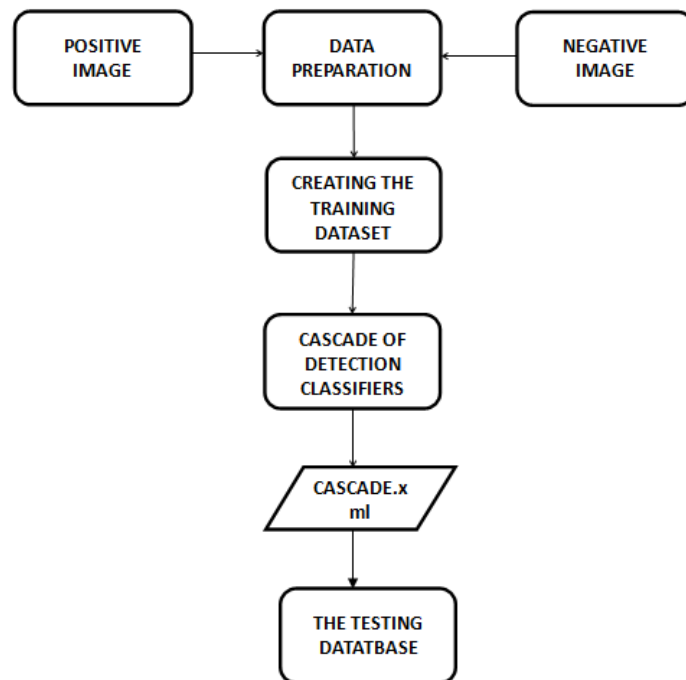 POSITIVE
IMAGE
DATA
PREPARATION
NEGATIVE
IMAGE
CREATING THE
TRAINING
DATASET
CASCADE OF
DETECTION
CLASSIFIERS
CASCADE.x
ml
THE TESTING
DATATBASE